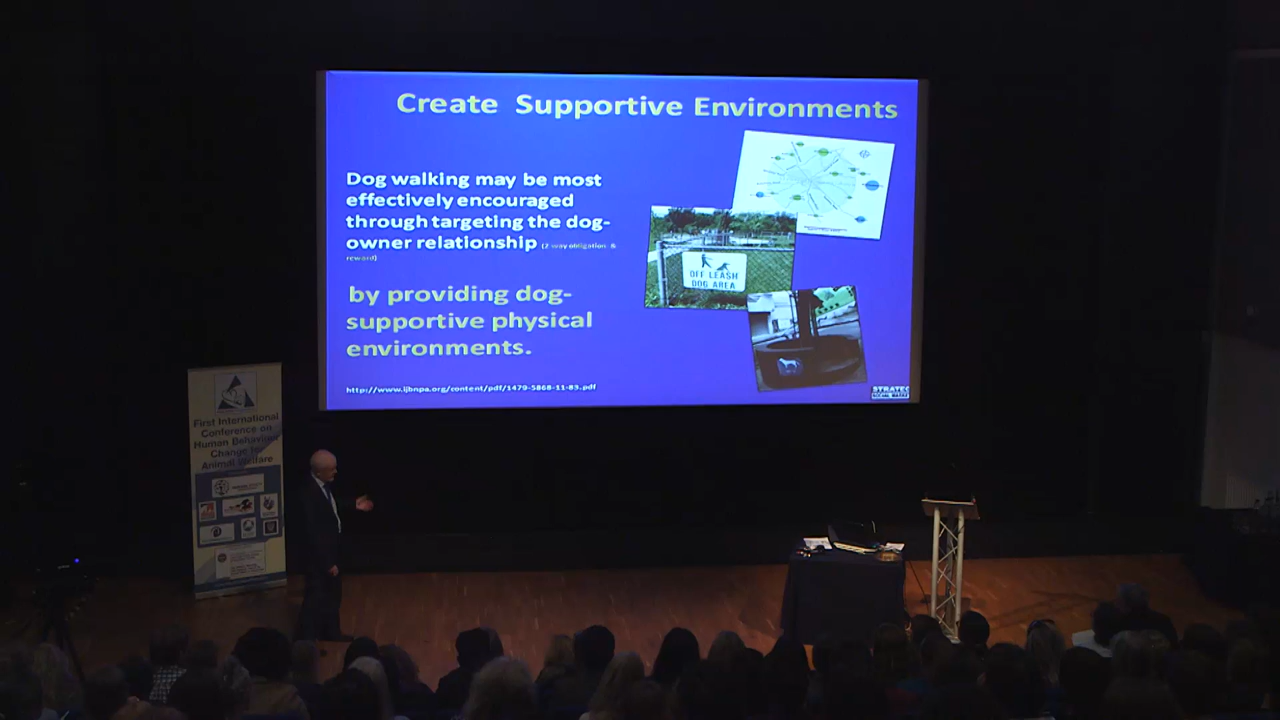 Create Supportive Environments
Dog walking may be most
effectively encouraged
through targeting the dog-
owner relationship (2 way obligation &
reward)
by providing dog-
supportive physical
environments.
http://www.ijbnpa.org/content/pdf/1479-5868-11-83.pdf
OFF LEASH
DOG AREA
STRATEG
SOCIAL
First International
Conference on
Human Behaviour
Change for
Animal Welfare